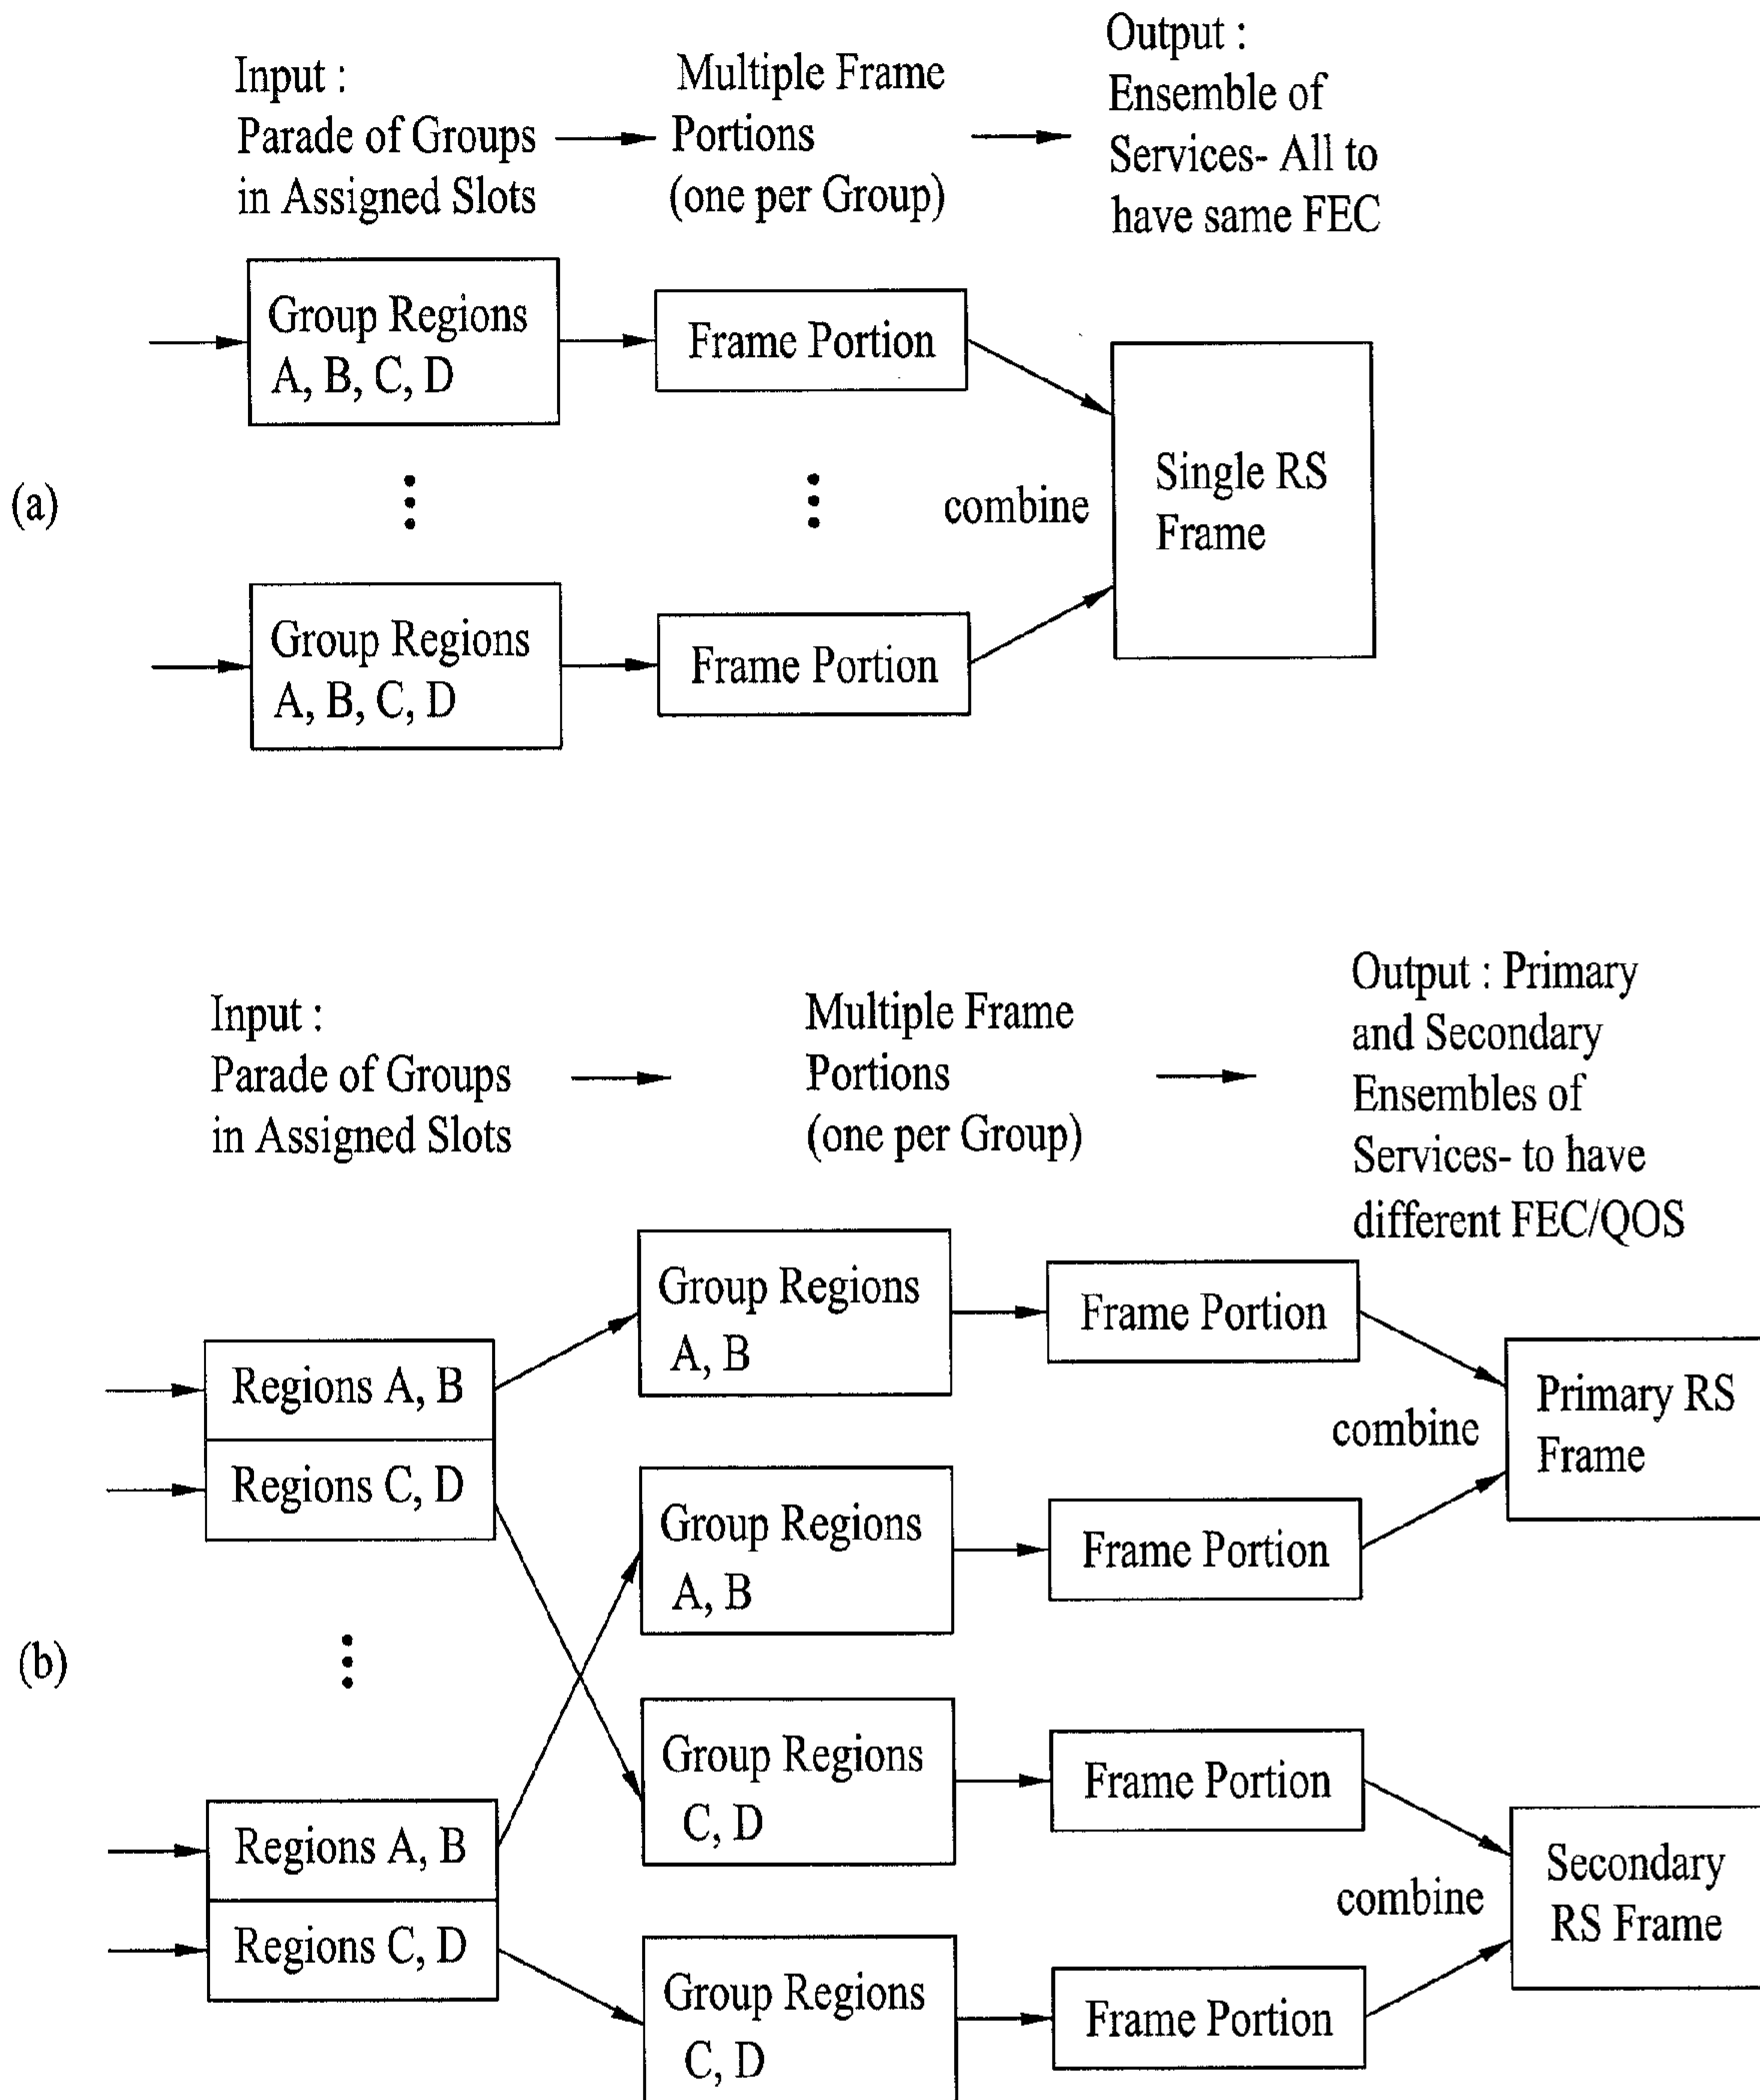 Input :
Parade of Groups
in Assigned Slots
Multiple Frame
Portions
(one per Group)
Output :
Ensemble of
Services- All to
have same FEC
(a)
Group Regions
A, B, C, D
Frame Portion
combine
Single RS
Frame
Group Regions
A, B, C, D
Frame Portion
Input :
Parade of Groups
in Assigned Slots
Multiple Frame
Portions
(one per Group)
Output : Primary
and Secondary
Ensembles of
Services- to have
different FEC/QOS
(b)
Regions A, B
Regions C, D
Group Regions
A, B
Frame Portion
Group Regions
A, B
Frame Portion
combine
Primary RS
Frame
Regions A, B
Regions C, D
Group Regions
C, D
Frame Portion
Group Regions
C, D
Frame Portion
combine
Secondary
RS Frame